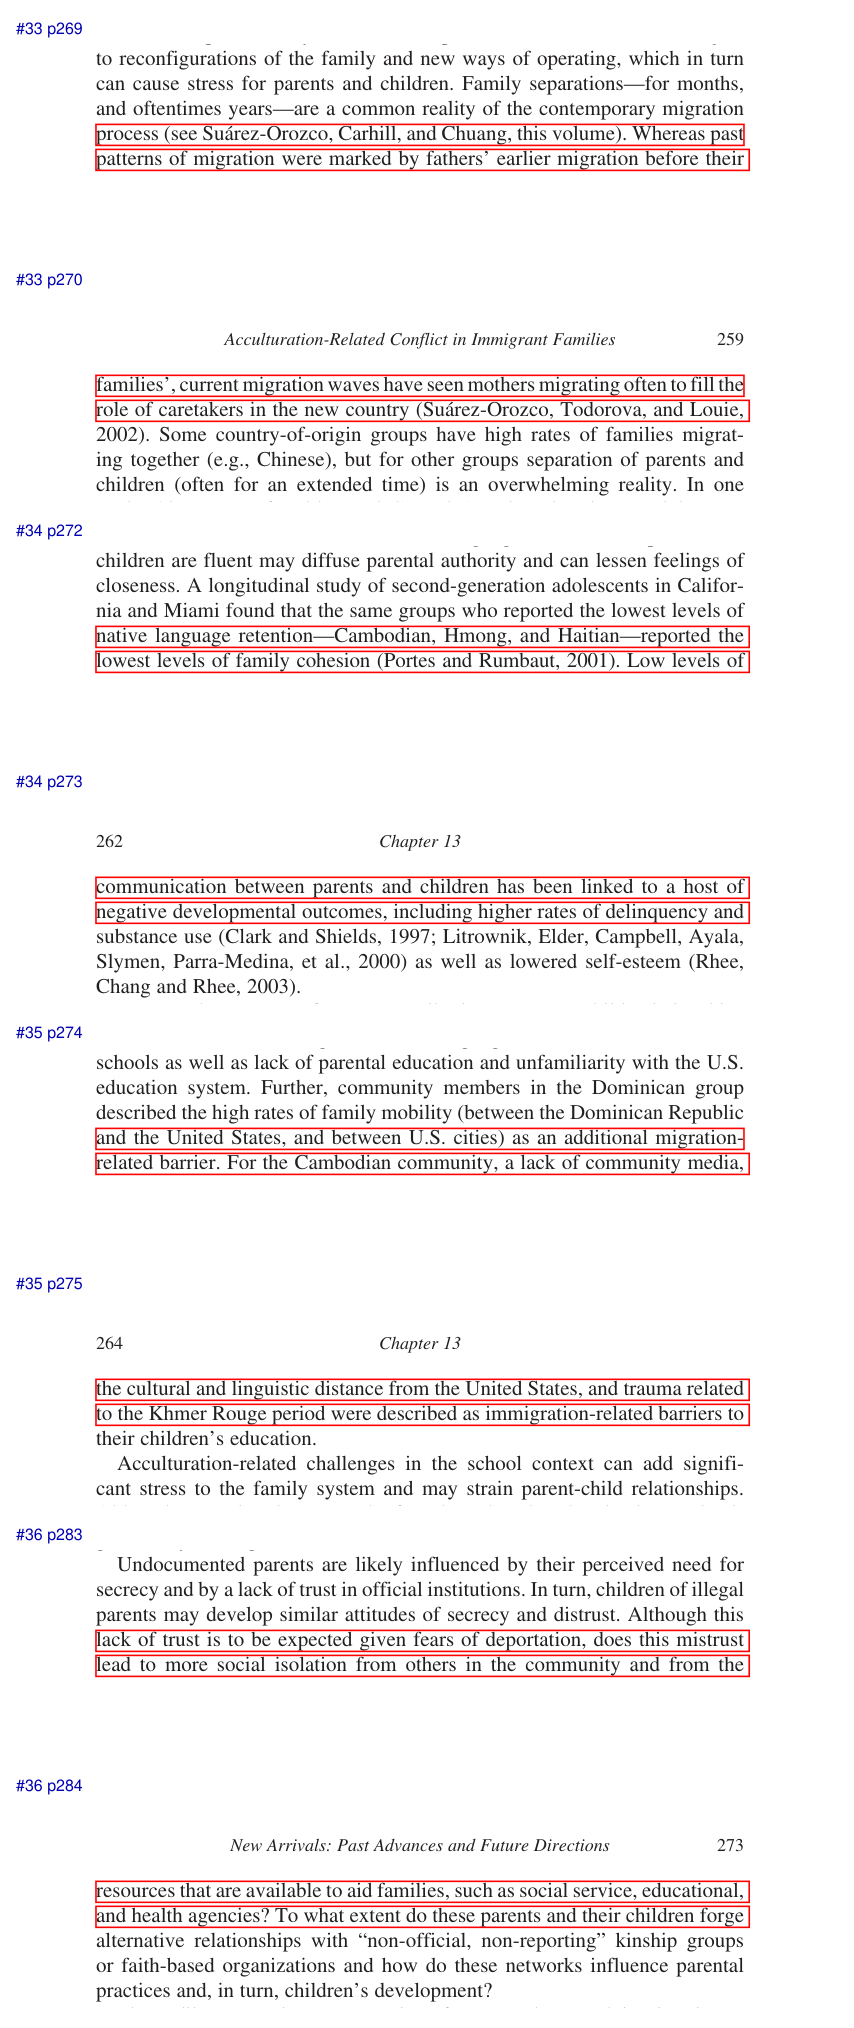 #33 p269
to reconfigurations of the family and new ways of operating, which in turn
can cause stress for parents and children. Family separations—for months,
and oftentimes years—are a common reality of the contemporary migration
process (see Suárez-Orozco, Carhill, and Chuang, this volume). Whereas past
patterns of migration were marked by fathers’ earlier migration before their
#33 p270
Acculturation-Related Conflict in Immigrant Families 259
families’, current migration waves have seen mothers migrating often to fill the
role of caretakers in the new country (Suárez-Orozco, Todorova, and Louie,
2002). Some country-of-origin groups have high rates of families migrat-
ing together (e.g., Chinese), but for other groups separation of parents and
children (often for an extended time) is an overwhelming reality. In one
#34 p272
children are fluent may diffuse parental authority and can lessen feelings of
closeness. A longitudinal study of second-generation adolescents in Califor-
nia and Miami found that the same groups who reported the lowest levels of
native language retention—Cambodian, Hmong, and Haitian—reported the
lowest levels of family cohesion (Portes and Rumbaut, 2001). Low levels of
#34 p273
262 Chapter 13
communication between parents and children has been linked to a host of
negative developmental outcomes, including higher rates of delinquency and
substance use (Clark and Shields, 1997; Litrownik, Elder, Campbell, Ayala,
Slymen, Parra-Medina, et al., 2000) as well as lowered self-esteem (Rhee,
Chang and Rhee, 2003).
#35 p274
schools as well as lack of parental education and unfamiliarity with the U.S.
education system. Further, community members in the Dominican group
described the high rates of family mobility (between the Dominican Republic
and the United States, and between U.S. cities) as an additional migration-
related barrier. For the Cambodian community, a lack of community media,
#35 p275
264 Chapter 13
the cultural and linguistic distance from the United States, and trauma related
to the Khmer Rouge period were described as immigration-related barriers to
their children’s education.
Acculturation-related challenges in the school context can add signifi-
cant stress to the family system and may strain parent-child relationships.
#36 p283
Undocumented parents are likely influenced by their perceived need for
secrecy and by a lack of trust in official institutions. In turn, children of illegal
parents may develop similar attitudes of secrecy and distrust. Although this
lack of trust is to be expected given fears of deportation, does this mistrust
lead to more social isolation from others in the community and from the
#36 p284
New Arrivals: Past Advances and Future Directions 273
resources that are available to aid families, such as social service, educational,
and health agencies? To what extent do these parents and their children forge
alternative relationships with “non-official, non-reporting” kinship groups
or faith-based organizations and how do these networks influence parental
practices and, in turn, children’s development?